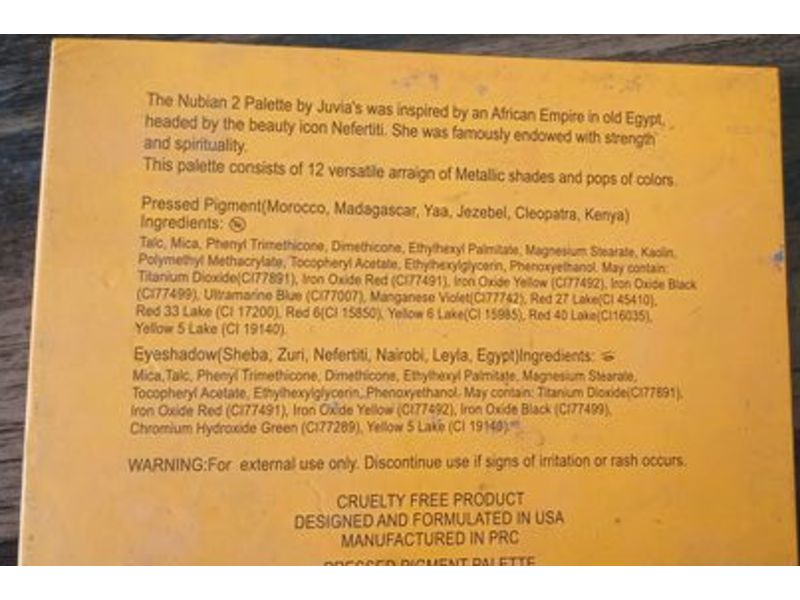 The Nubian 2 Palette by Juvia's was inspired by an African Empire in old Egypt,
headed by the beauty icon Nefertiti. She was famously endowed with strength
and spirituality.
This palette consists of 12 versatile arraign of Metallic shades and pops of colors.
Pressed Pigment(Morocco, Madagascar, Yaa, Jezebel, Cleopatra, Kenya)
Ingredients:
Talc, Mica, Phenyl Trimethicone, Dimethicone, Ethylhexyl Palmitate, Magnesium Stearate, Kaolin,
Polymethyl Methacrylate, Tocopheryl Acetate, Ethylhexylglycerin, Phenoxyethanol. May contain:
Titanium Dioxide(CI77891), Iron Oxide Red (CI77491), Iron Oxide Yellow (CI77492), Iron Oxide Black
(CI77499), Ultramarine Blue (CI77007), Manganese Violet(CI77742), Red 27 Lake(CI 45410),
Red 33 Lake (CI 17200), Red 6(CI 15850), Yellow 6 Lake(CI 15985), Red 40 Lake(CI16035),
Yellow 5 Lake (CI 19140).
Eyeshadow(Sheba, Zuri, Nefertiti, Nairobi, Leyla, Egypt)Ingredients:
Mica,Talc, Phenyl Trimethicone, Dimethicone, Ethylhexyl Palmitate, Magnesium Stearate,
Tocopheryl Acetate, Ethylhexylglycerin, Phenoxyethanol. May contain: Titanium Dioxide(CI77891),
Iron Oxide Red (CI77491), Iron Oxide Yellow (CI77492), Iron Oxide Black (CI77499),
Chromium Hydroxide Green (CI77289), Yellow 5 Lake (CI 19140).
WARNING:For external use only. Discontinue use if signs of irritation or rash occurs.
CRUELTY FREE PRODUCT
DESIGNED AND FORMULATED IN USA
MANUFACTURED IN PRC
PRESSED PIGMENT PALETTE